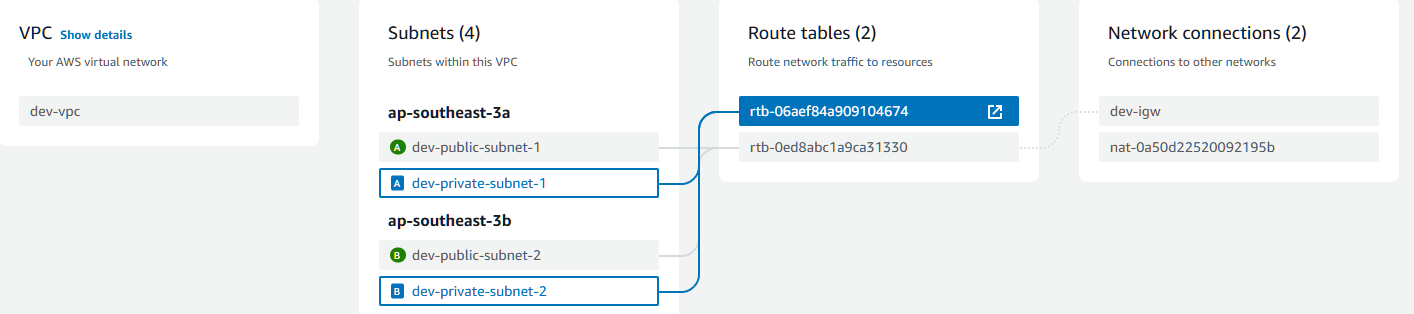 VPC Show details
Your AWS virtual network
dev-vpc
Subnets (4)
Subnets within this VPC
ap-southeast-3a
A dev-public-subnet-1
A dev-private-subnet-1
ap-southeast-3b
B dev-public-subnet-2
B dev-private-subnet-2
Route tables (2)
Route network traffic to resources
rtb-06aef84a909104674
rtb-0ed8abc1a9ca31330
Network connections (2)
Connections to other networks
dev-igw
nat-0a50d22520092195b